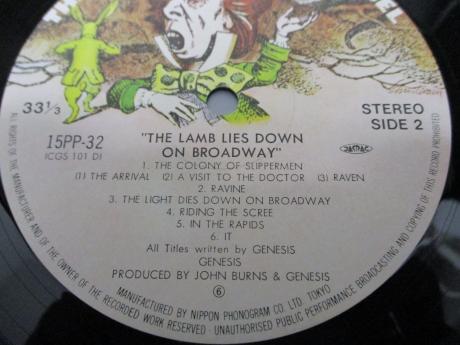 33 1/3
STEREO
SIDE 2
15PP-32
ICGS 101 DI
JASRAC
"THE LAMB LIES DOWN
ON BROADWAY"
1. THE COLONY OF SLIPPERMEN
(1) THE ARRIVAL (2) A VISIT TO THE DOCTOR (3) RAVEN
2. RAVINE
3. THE LIGHT DIES DOWN ON BROADWAY
4. RIDING THE SCREE
5. IN THE RAPIDS
6. IT
All Titles written by GENESIS
GENESIS
PRODUCED BY JOHN BURNS & GENESIS
6
MANUFACTURED BY NIPPON PHONOGRAM CO. LTD. TOKYO
ALL RIGHTS OF THE MANUFACTURER AND OF THE OWNER OF THE RECORDED WORK RESERVED · UNAUTHORISED PUBLIC PERFORMANCE BROADCASTING AND COPYING OF THIS RECORD PROHIBITED